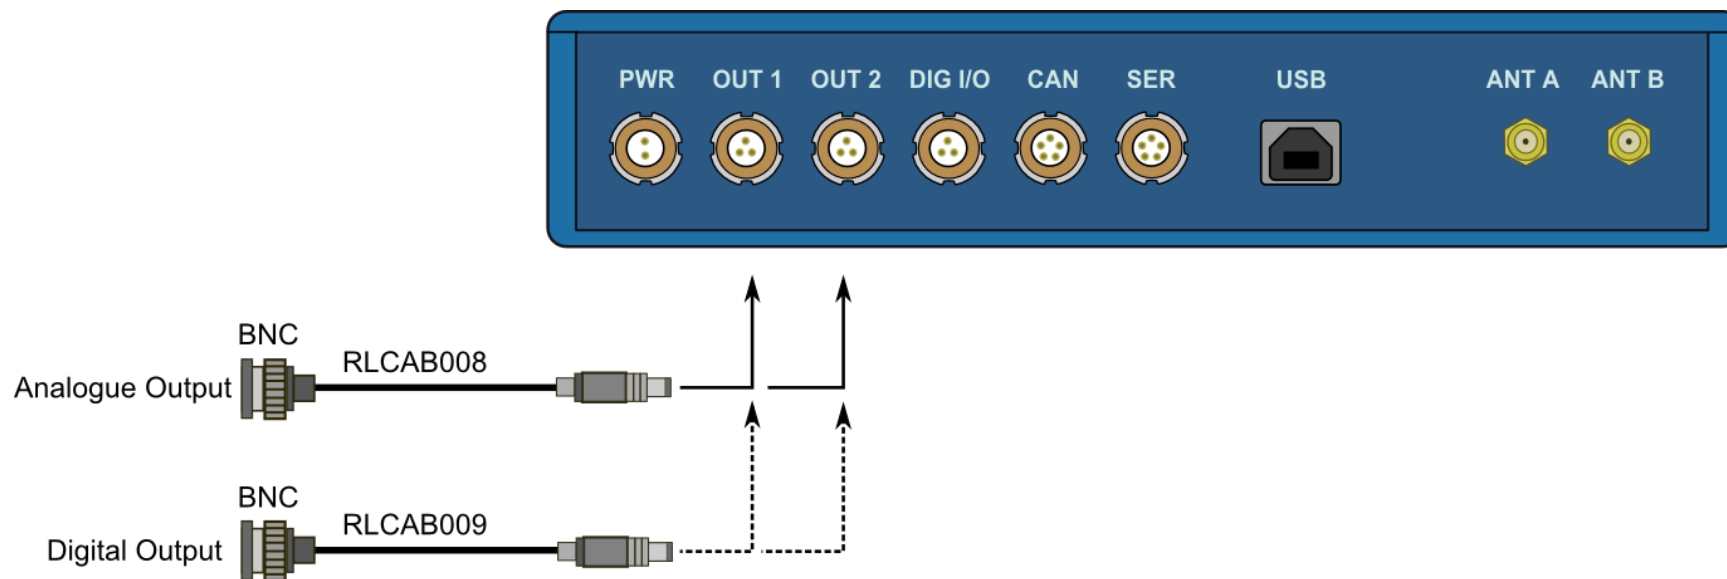 PWR OUT 1 OUT 2 DIG I/O CAN SER USB ANT A ANT B
BNC
RLCAB008
Analogue Output
BNC
RLCAB009
Digital Output